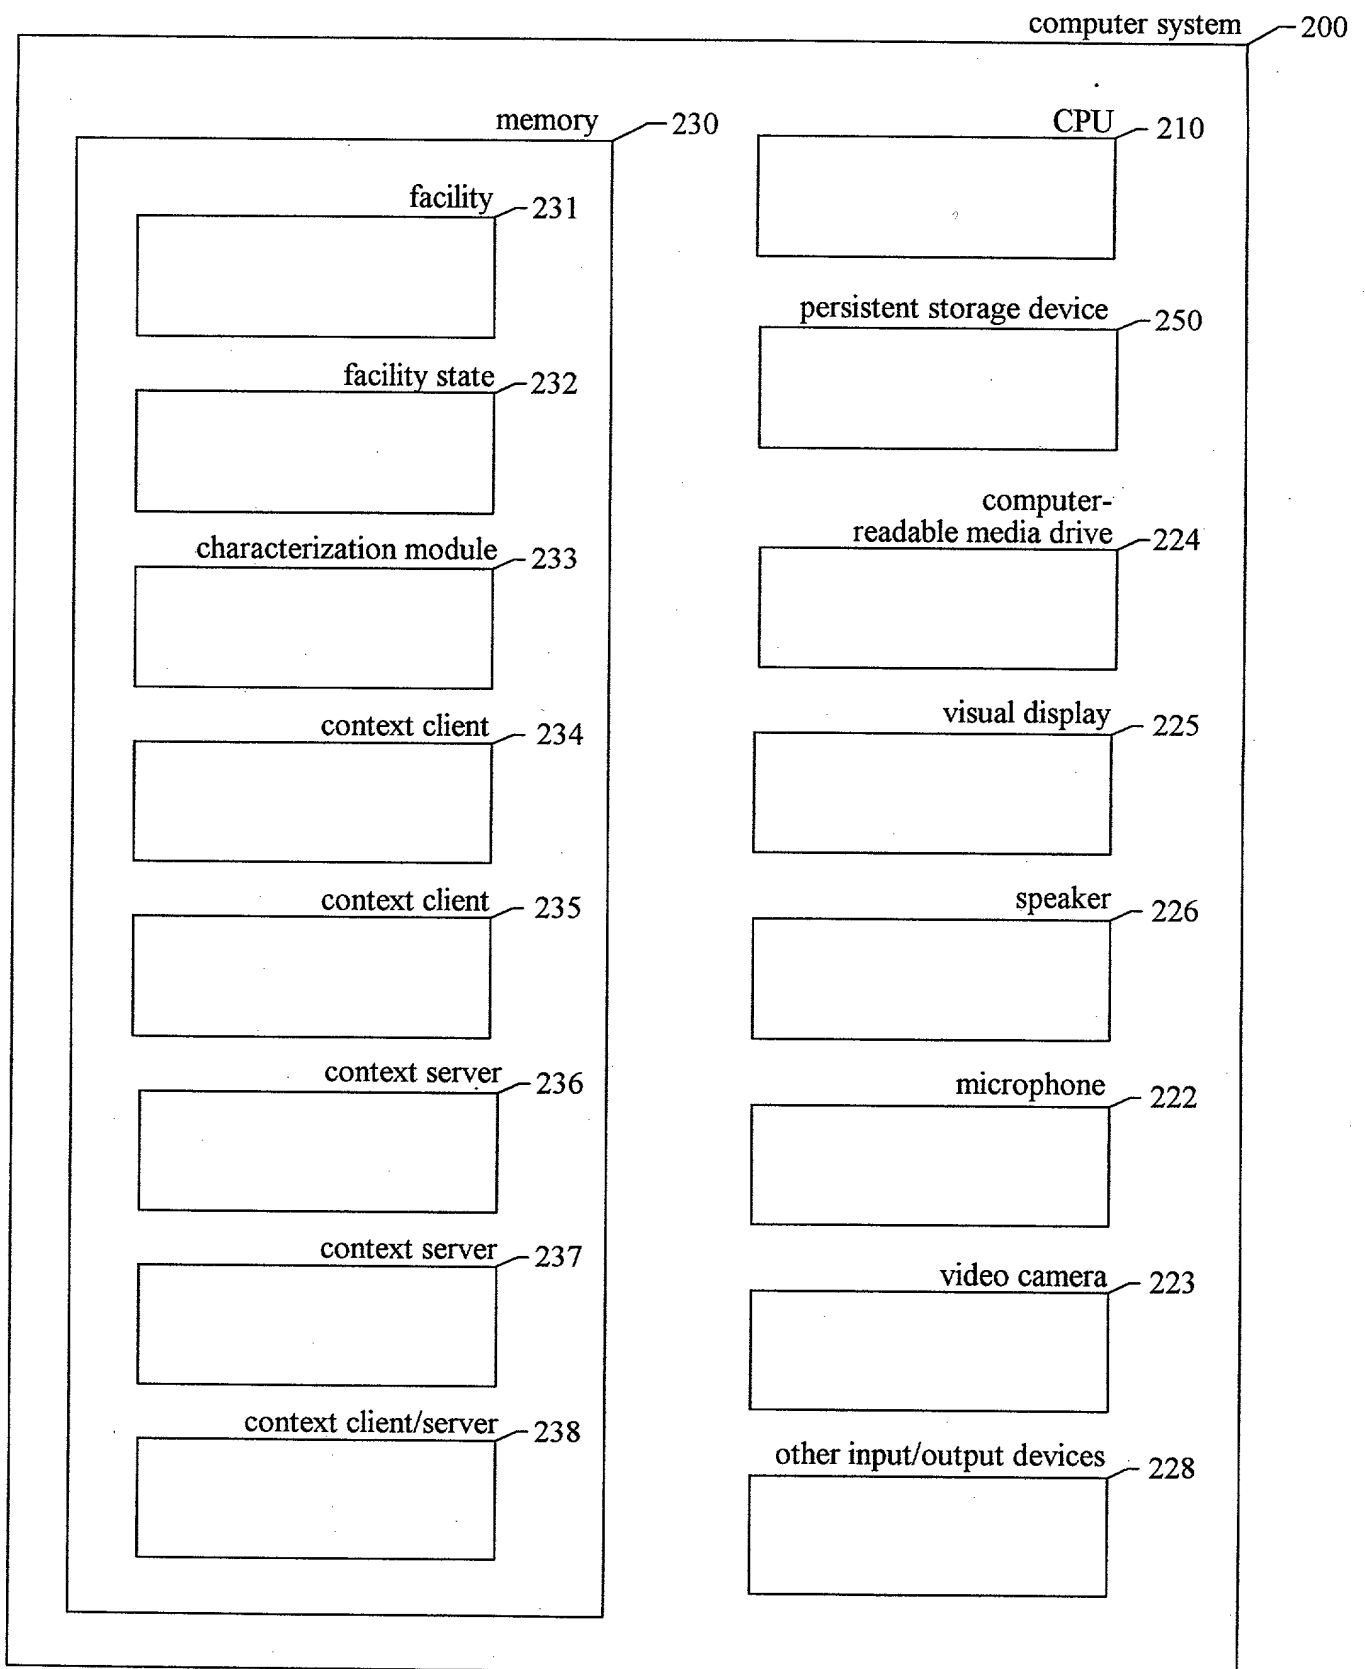 computer system 200
memory 230
facility 231
facility state 232
characterization module 233
context client 234
context client 235
context server 236
context server 237
context client/server 238
CPU 210
persistent storage device 250
computer-
readable media drive 224
visual display 225
speaker 226
microphone 222
video camera 223
other input/output devices 228